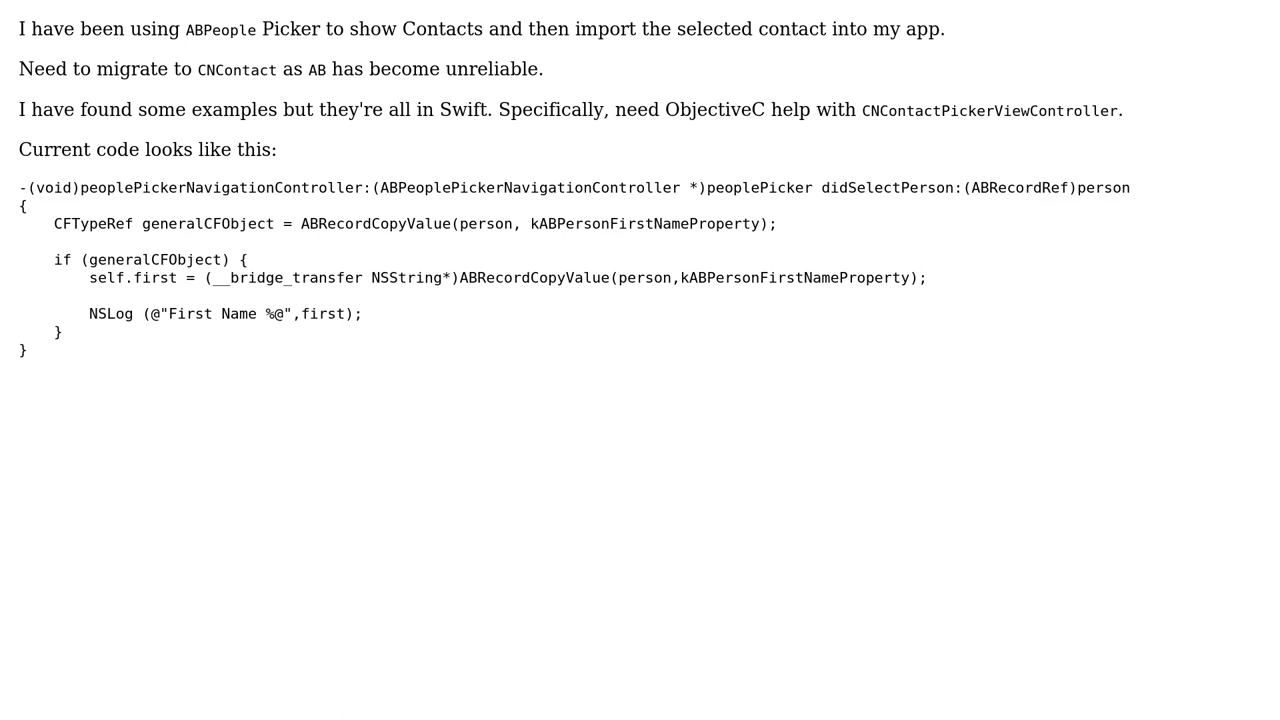 I have been using ABPeople Picker to show Contacts and then import the selected contact into my app.
Need to migrate to CNContact as AB has become unreliable.
I have found some examples but they're all in Swift. Specifically, need ObjectiveC help with CNContactPickerViewController.
Current code looks like this:
-(void)peoplePickerNavigationController:(ABPeoplePickerNavigationController *)peoplePicker didSelectPerson:(ABRecordRef)person
{
    CFTypeRef generalCFObject = ABRecordCopyValue(person, kABPersonFirstNameProperty);
    if (generalCFObject) {
        self.first = (__bridge_transfer NSString*)ABRecordCopyValue(person,kABPersonFirstNameProperty);
        NSLog (@"First Name %@",first);
    }
}